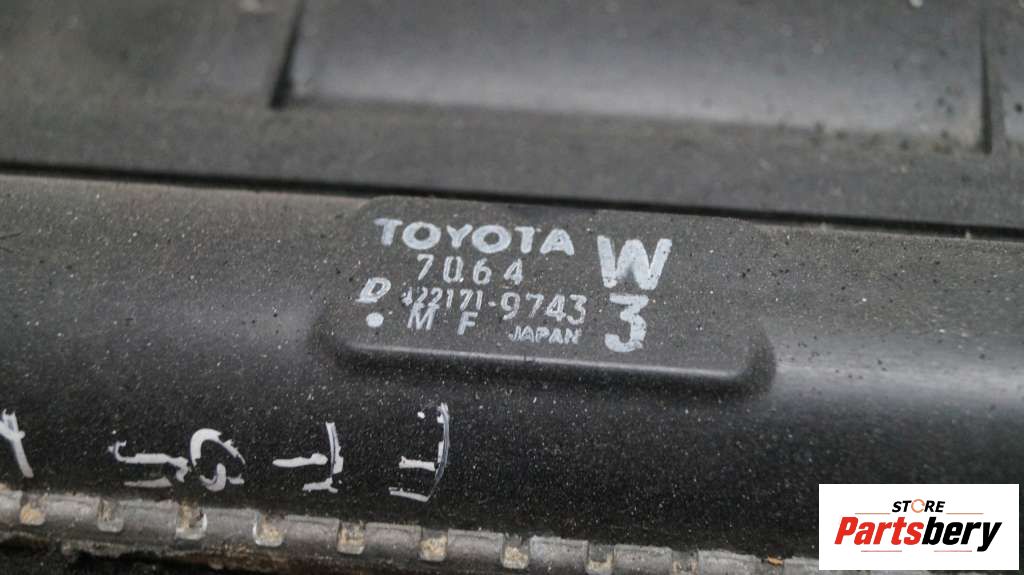 TOYOTA W
7064
D 422171-9743 3
M F JAPAN
STORE
Partsbery